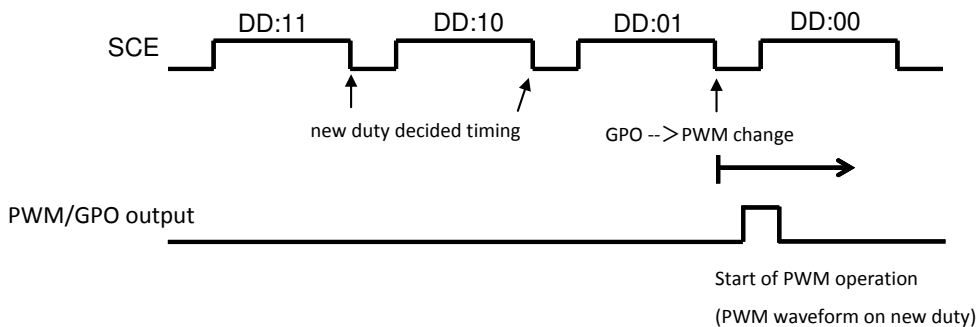 DD:11 DD:10 DD:01 DD:00
SCE
new duty decided timing
GPO -->PWM change
PWM/GPO output
Start of PWM operation
(PWM waveform on new duty)